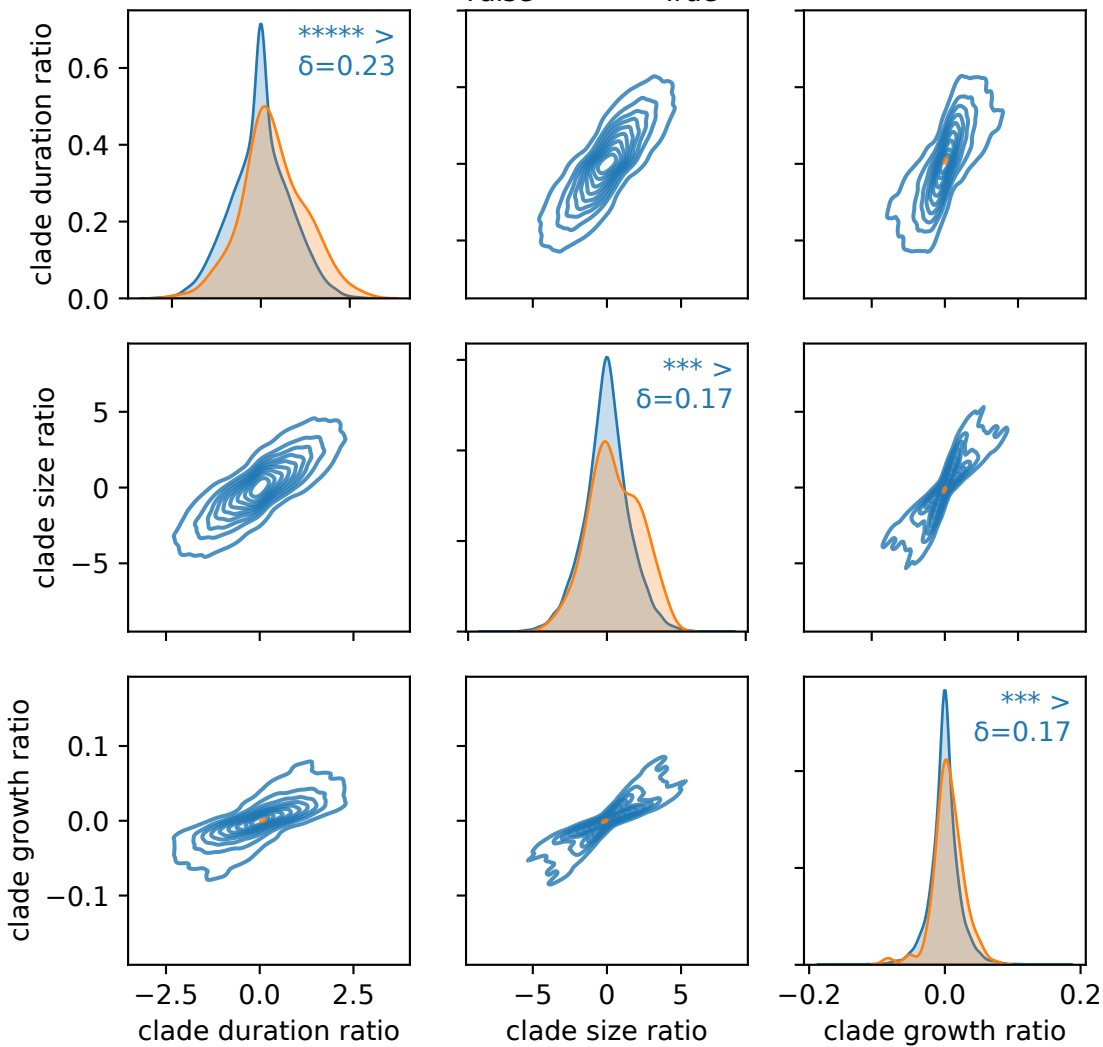 ***** >
δ=0.23
clade duration ratio
0.6
0.4
0.2
0.0
*** >
δ=0.17
clade size ratio
5
0
−5
*** >
δ=0.17
clade growth ratio
0.1
0.0
−0.1
−2.5 0.0 2.5
−5 0 5
−0.2 0.0 0.2
clade duration ratio
clade size ratio
clade growth ratio